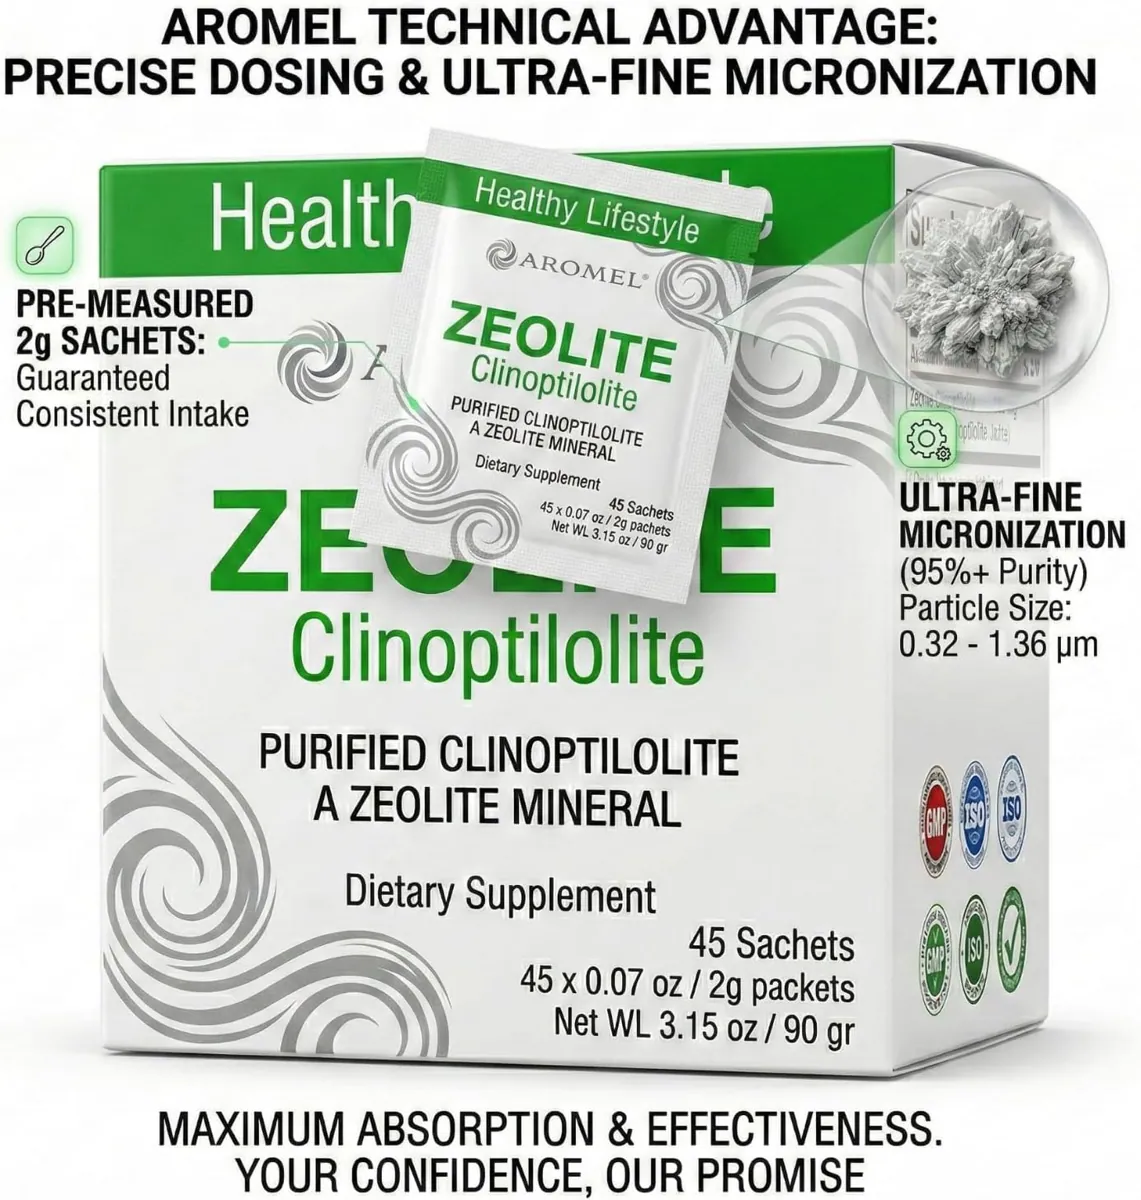 AROMEL TECHNICAL ADVANTAGE:
PRECISE DOSING & ULTRA-FINE MICRONIZATION
Health
Healthy Lifestyle
AROMEL®
ZEOLITE
Clinoptilolite
PURIFIED CLINOPTILOLITE
A ZEOLITE MINERAL
Dietary Supplement
45 Sachets
45 x 0.07 oz / 2g packets
Net WL 3.15 oz / 90 gr
PRE-MEASURED
2g SACHETS:
Guaranteed
Consistent Intake
ULTRA-FINE
MICRONIZATION
(95%+ Purity)
Particle Size:
0.32 - 1.36 µm
ZE E
Clinoptilolite
PURIFIED CLINOPTILOLITE
A ZEOLITE MINERAL
Dietary Supplement
45 Sachets
45 x 0.07 oz / 2g packets
Net WL 3.15 oz / 90 gr
GMP
ISO
ISO
GMP
ISO
MAXIMUM ABSORPTION & EFFECTIVENESS.
YOUR CONFIDENCE, OUR PROMISE